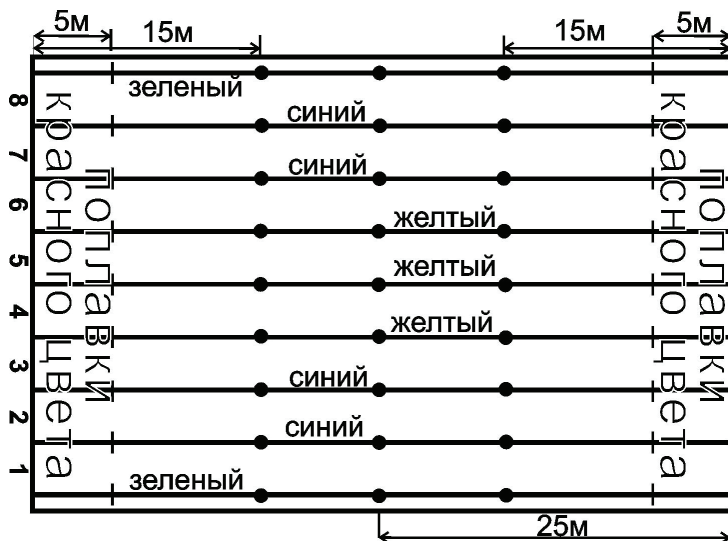 5м 15м 15м 5м
зеленый
8
синий
7
синий
6
желтый
5
желтый
4
желтый
3
синий
2
синий
1
зеленый
поплавки
красного цвета
поплавки
красного цвета
25м